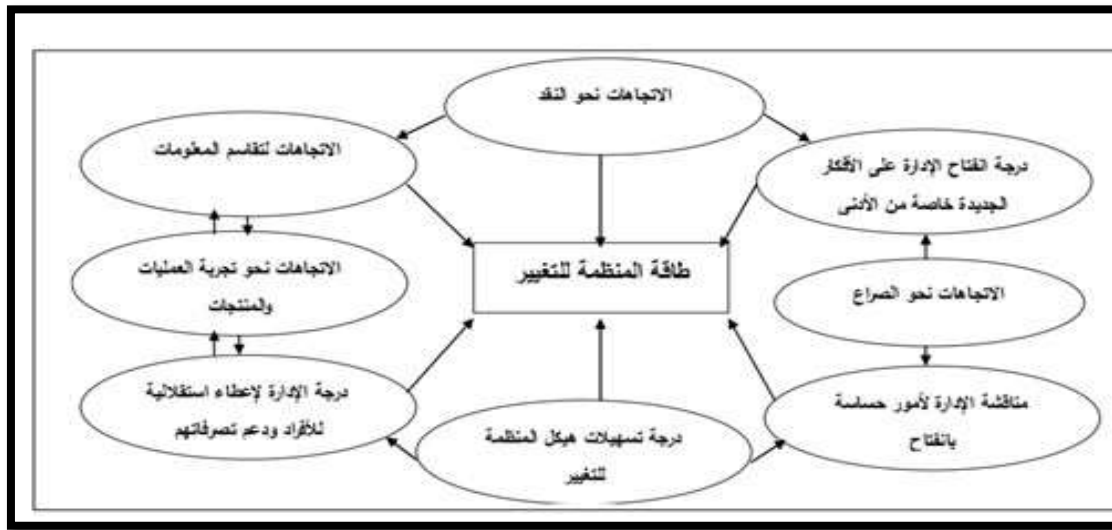 الاتجاهات نحو النقد
درجة انفتاح الإدارة على الأفكار
الجديدة خاصة من الأدنى
الاتجاهات لتقاسم المعلومات
طاقة المنظمة للتغيير
الاتجاهات نحو الصراع
الاتجاهات نحو تجربة العمليات
والمنتجات
مناقشة الإدارة لأمور حساسة
بانفتاح
درجة تسهيلات هيكل المنظمة
للتغيير
درجة الإدارة لإعطاء استقلالية
للأفراد ودعم تصرفاتهم